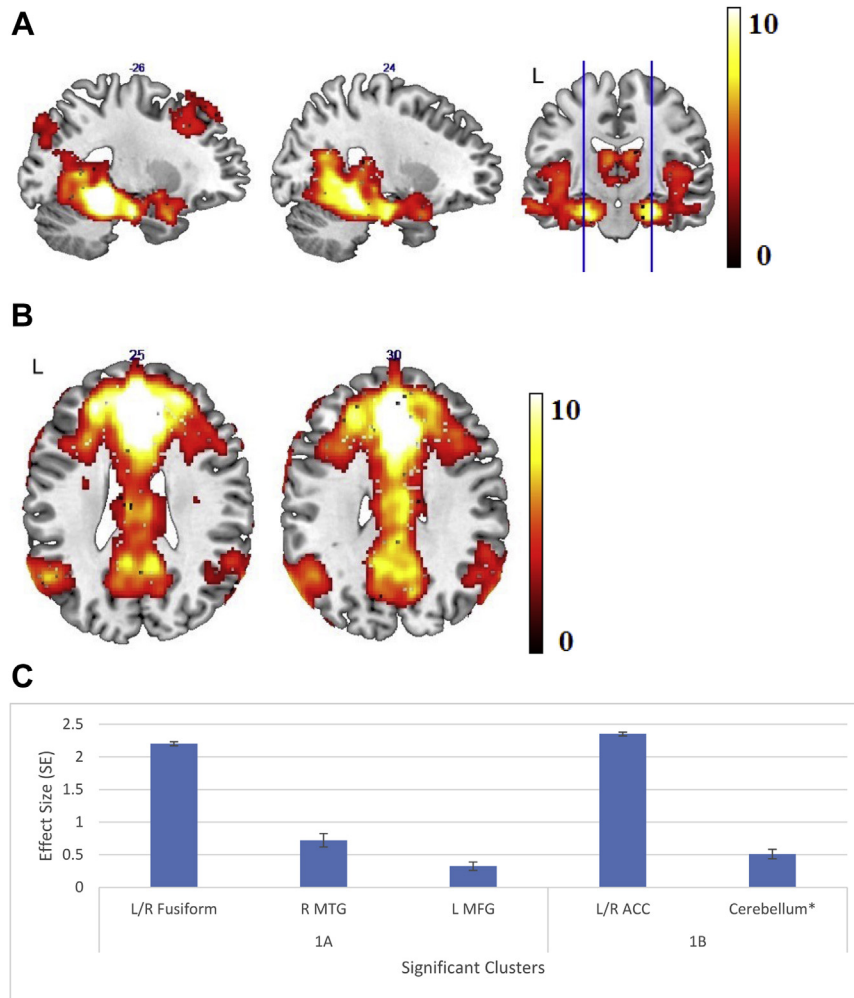 A
-26
24
L
10
0
B
L
25
30
10
0
C
Effect Size (SE)
2.5
2
1.5
1
0.5
0
L/R Fusiform R MTG L MFG L/R ACC Cerebellum*
1A 1B
Significant Clusters